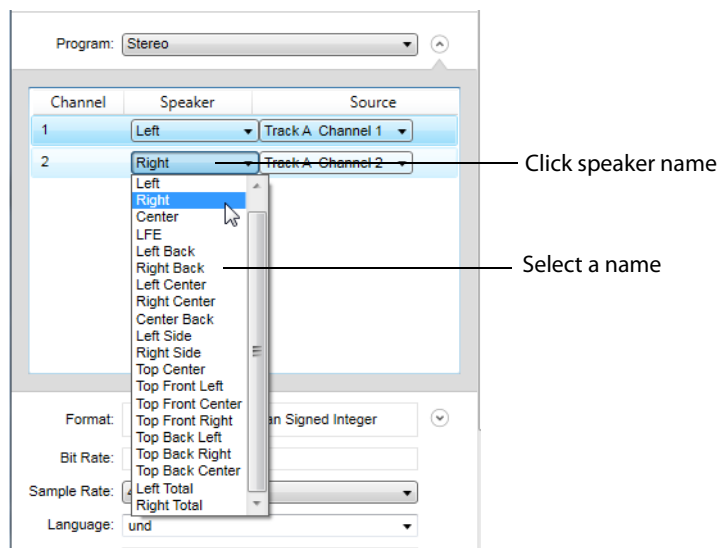 Program: Stereo
Channel Speaker Source
1 Left Track A Channel 1
2 Right Track A Channel 2
Click speaker name
Left
Right
Center
LFE
Left Back
Right Back
Select a name
Left Center
Right Center
Center Back
Left Side
Right Side
Top Center
Top Front Left
Top Front Center
Top Front Right
Top Back Left
Top Back Right
Top Back Center
Left Total
Right Total
Format: an Signed Integer
Bit Rate:
Sample Rate:
Language: und